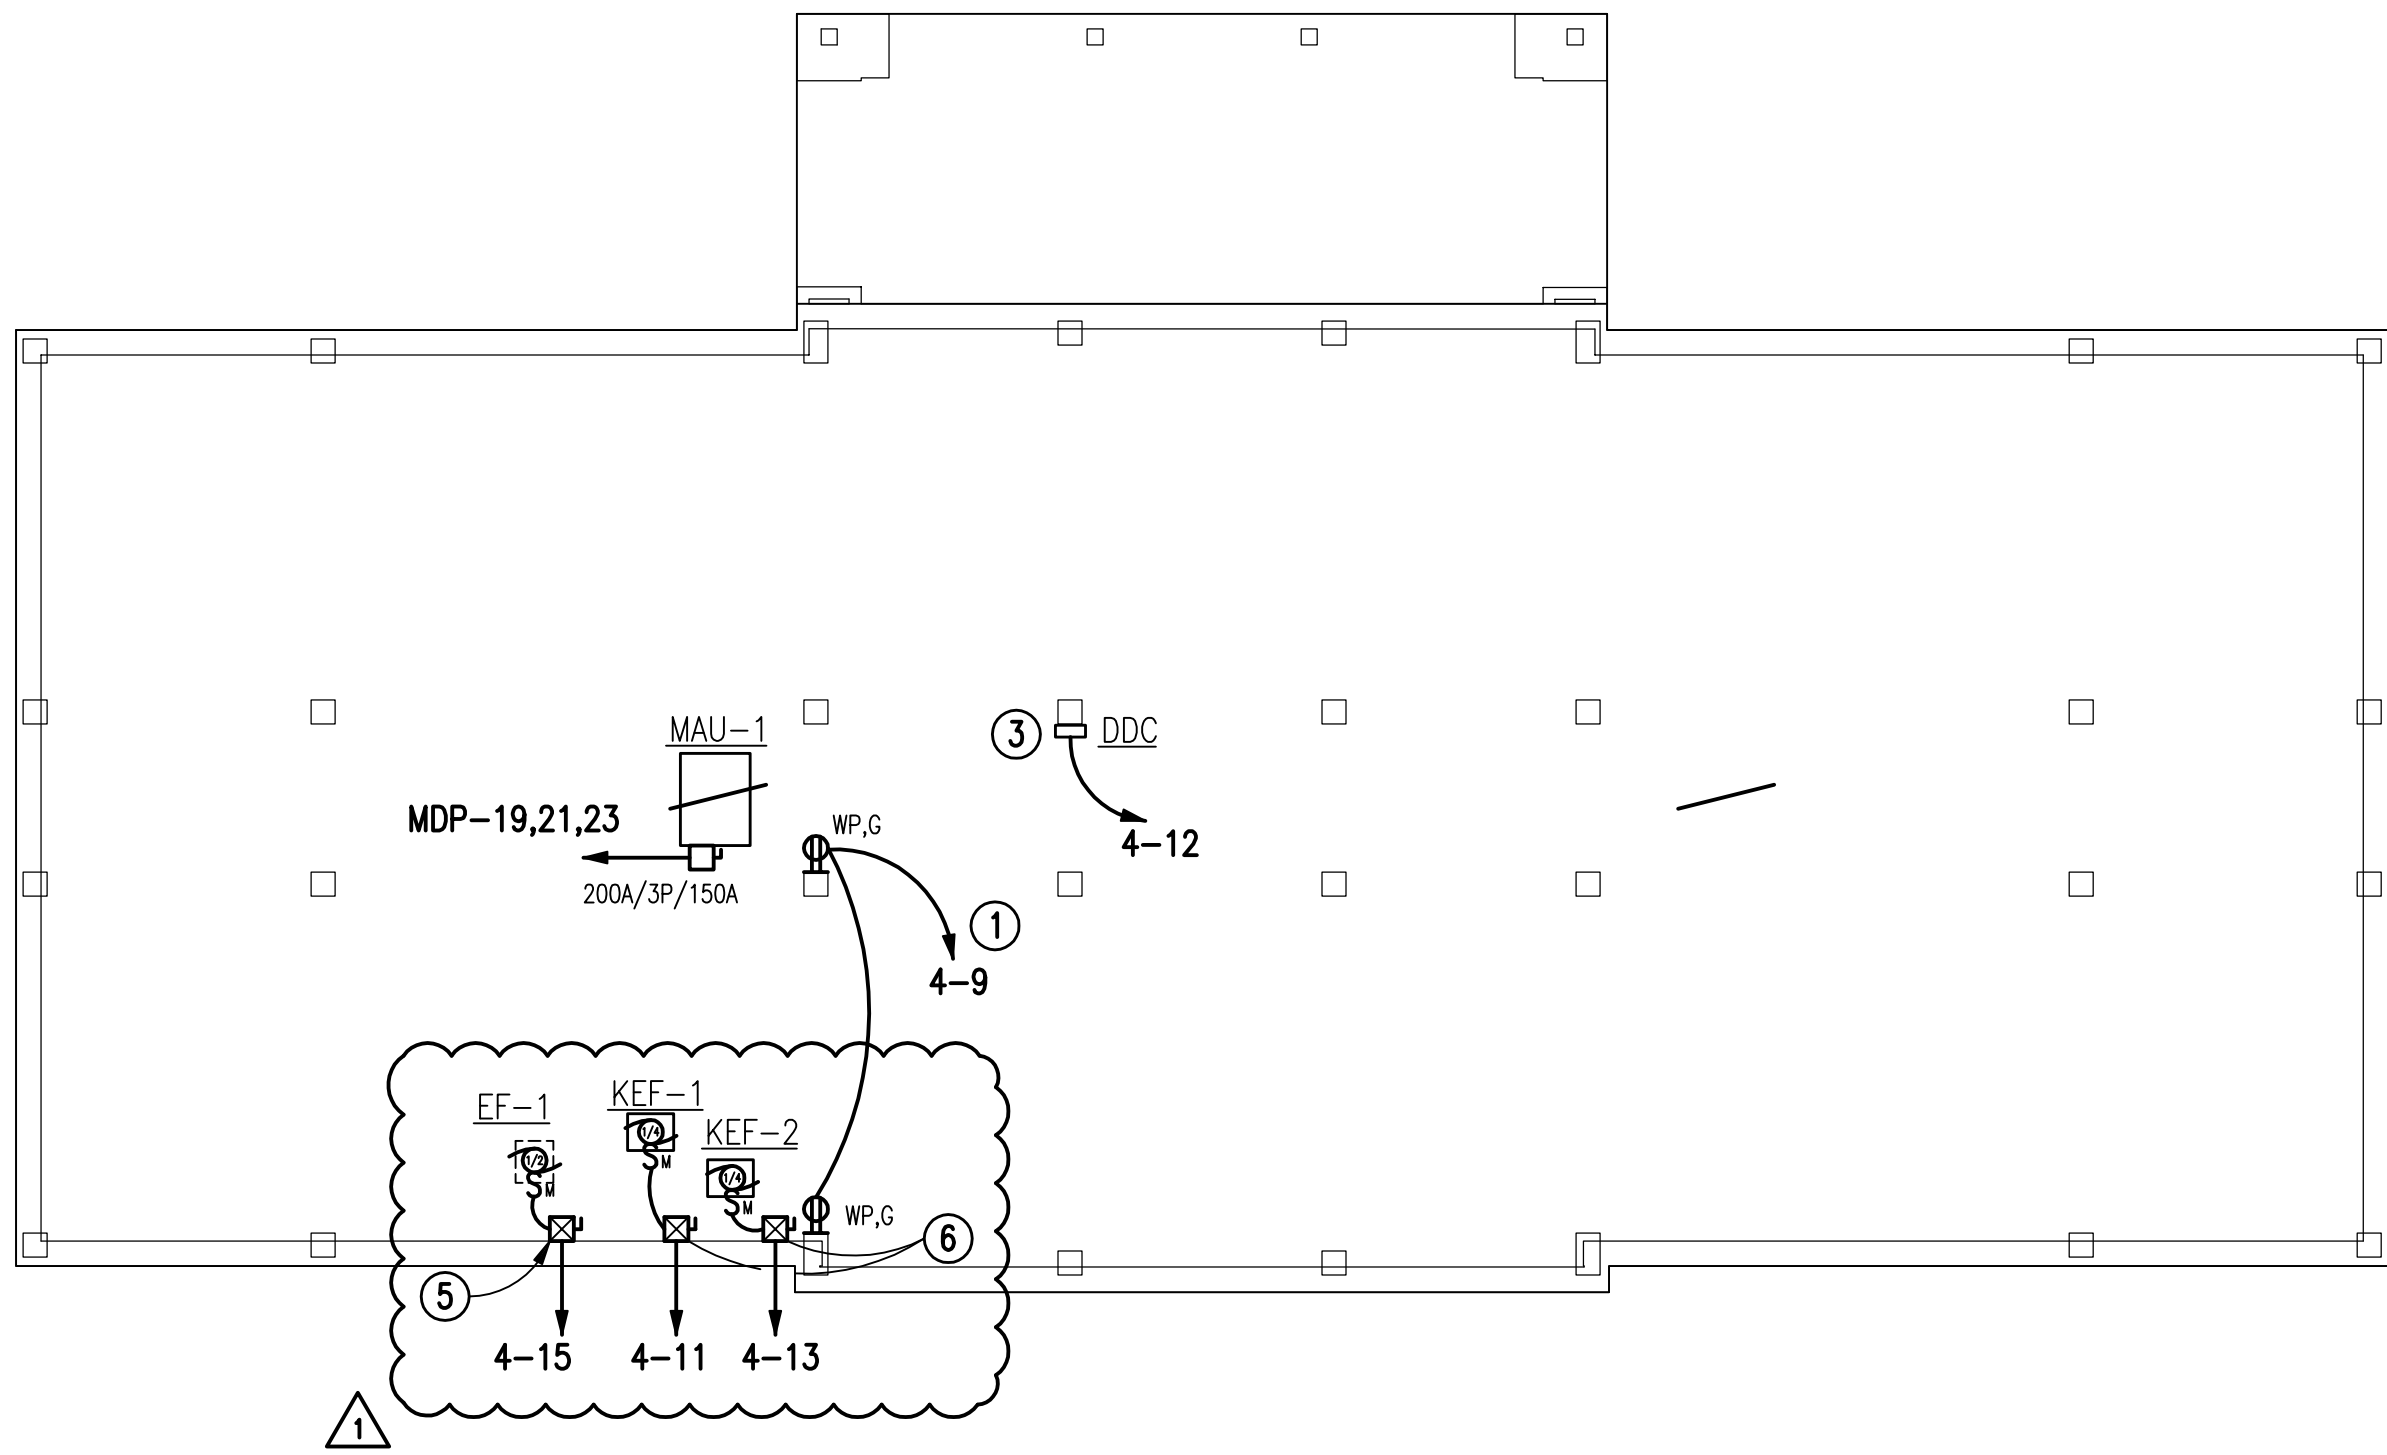 MAU-1
3
DDC
MDP-19,21,23
WP,G
4-12
200A/3P/150A
1
4-9
KEF-1
EF-1
KEF-2
1/4
M
1/2
M
1/4
M
WP,G
6
5
4-15
4-11
4-13
1